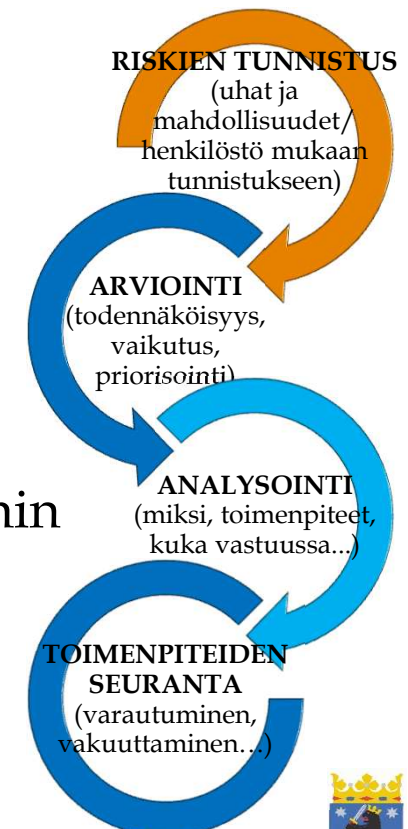 RISKIEN TUNNISTUS
(uhat ja
mahdollisuudet/
henkilöstö mukaan
tunnistukseen)
ARVIOINTI
(todennäköisyys,
vaikutus,
priorisointi)
nin
ANALYSOINTI
(miksi, toimenpiteet,
kuka vastuussa...)
TOIMENPITEIDEN
SEURANTA
(varautuminen,
vakuuttaminen…)